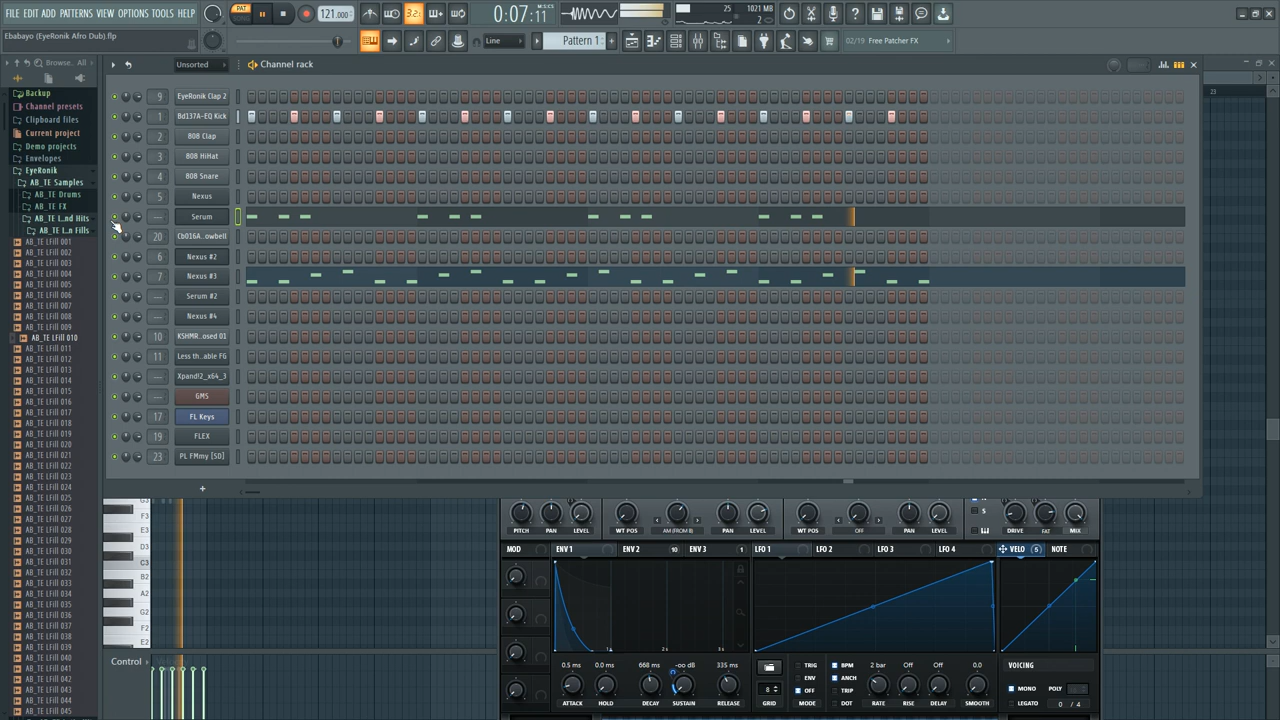 FILE EDIT ADD PATTERNS VIEW OPTIONS TOOLS HELP
PAT
SONG
121.000
3.2
0:07:11
M:S:CS
25
1021 MB
2
Ebabayo (EyeRonik Afro Dub).flp
Line
Pattern 1
02/19 Free Patcher FX
Browse.. All
Unsorted
Channel rack
23
Backup
Channel presets
Clipboard files
Current project
Demo projects
Envelopes
EyeRonik
AB_TE Samples
AB_TE Drums
AB_TE FX
AB_TE L..nd Hits
AB_TE L..n Fills
AB_TE LFill 001
AB_TE LFill 002
AB_TE LFill 003
AB_TE LFill 004
AB_TE LFill 005
AB_TE LFill 006
AB_TE LFill 007
AB_TE LFill 008
AB_TE LFill 009
AB_TE LFill 010
AB_TE LFill 011
AB_TE LFill 012
AB_TE LFill 013
AB_TE LFill 014
AB_TE LFill 015
AB_TE LFill 016
AB_TE LFill 017
AB_TE LFill 018
AB_TE LFill 019
AB_TE LFill 020
AB_TE LFill 021
AB_TE LFill 022
AB_TE LFill 023
AB_TE LFill 024
AB_TE LFill 025
AB_TE LFill 026
AB_TE LFill 027
AB_TE LFill 028
AB_TE LFill 029
AB_TE LFill 030
AB_TE LFill 031
AB_TE LFill 032
AB_TE LFill 033
AB_TE LFill 034
AB_TE LFill 035
AB_TE LFill 036
AB_TE LFill 037
AB_TE LFill 038
AB_TE LFill 039
AB_TE LFill 040
AB_TE LFill 041
AB_TE LFill 042
AB_TE LFill 043
AB_TE LFill 044
AB_TE LFill 045
9 EyeRonik Clap 2
1 Bd137A-EQ Kick
2 808 Clap
3 808 HiHat
4 808 Snare
5 Nexus
--- Serum
20 Cb016A..owbell
6 Nexus #2
7 Nexus #3
--- Serum #2
--- Nexus #4
10 KSHMR..osed 01
11 Less th..able FG
--- Xpand!2_x64_3
--- GMS
17 FL Keys
19 FLEX
23 PL FMmy [SD]
G3
F3
D3
C3
B2
A2
G2
F2
E2
Control
PITCH PAN LEVEL
WT POS AM (FROM B) PAN LEVEL
WT POS OFF PAN LEVEL
S
DRIVE FAT MIX
MOD ENV 1 ENV 2 10 ENV 3 1 LFO 1 LFO 2 LFO 3 LFO 4 VELO 6 NOTE
0.5 ms 0.0 ms 668 ms -oo dB 335 ms
ATTACK HOLD DECAY SUSTAIN RELEASE
8
GRID
TRIG
ENV
OFF
MODE
BPM
ANCH
TRIP
DOT
2 bar Off Off 0.0
RATE RISE DELAY SMOOTH
VOICING
MONO POLY
LEGATO 0 / 4